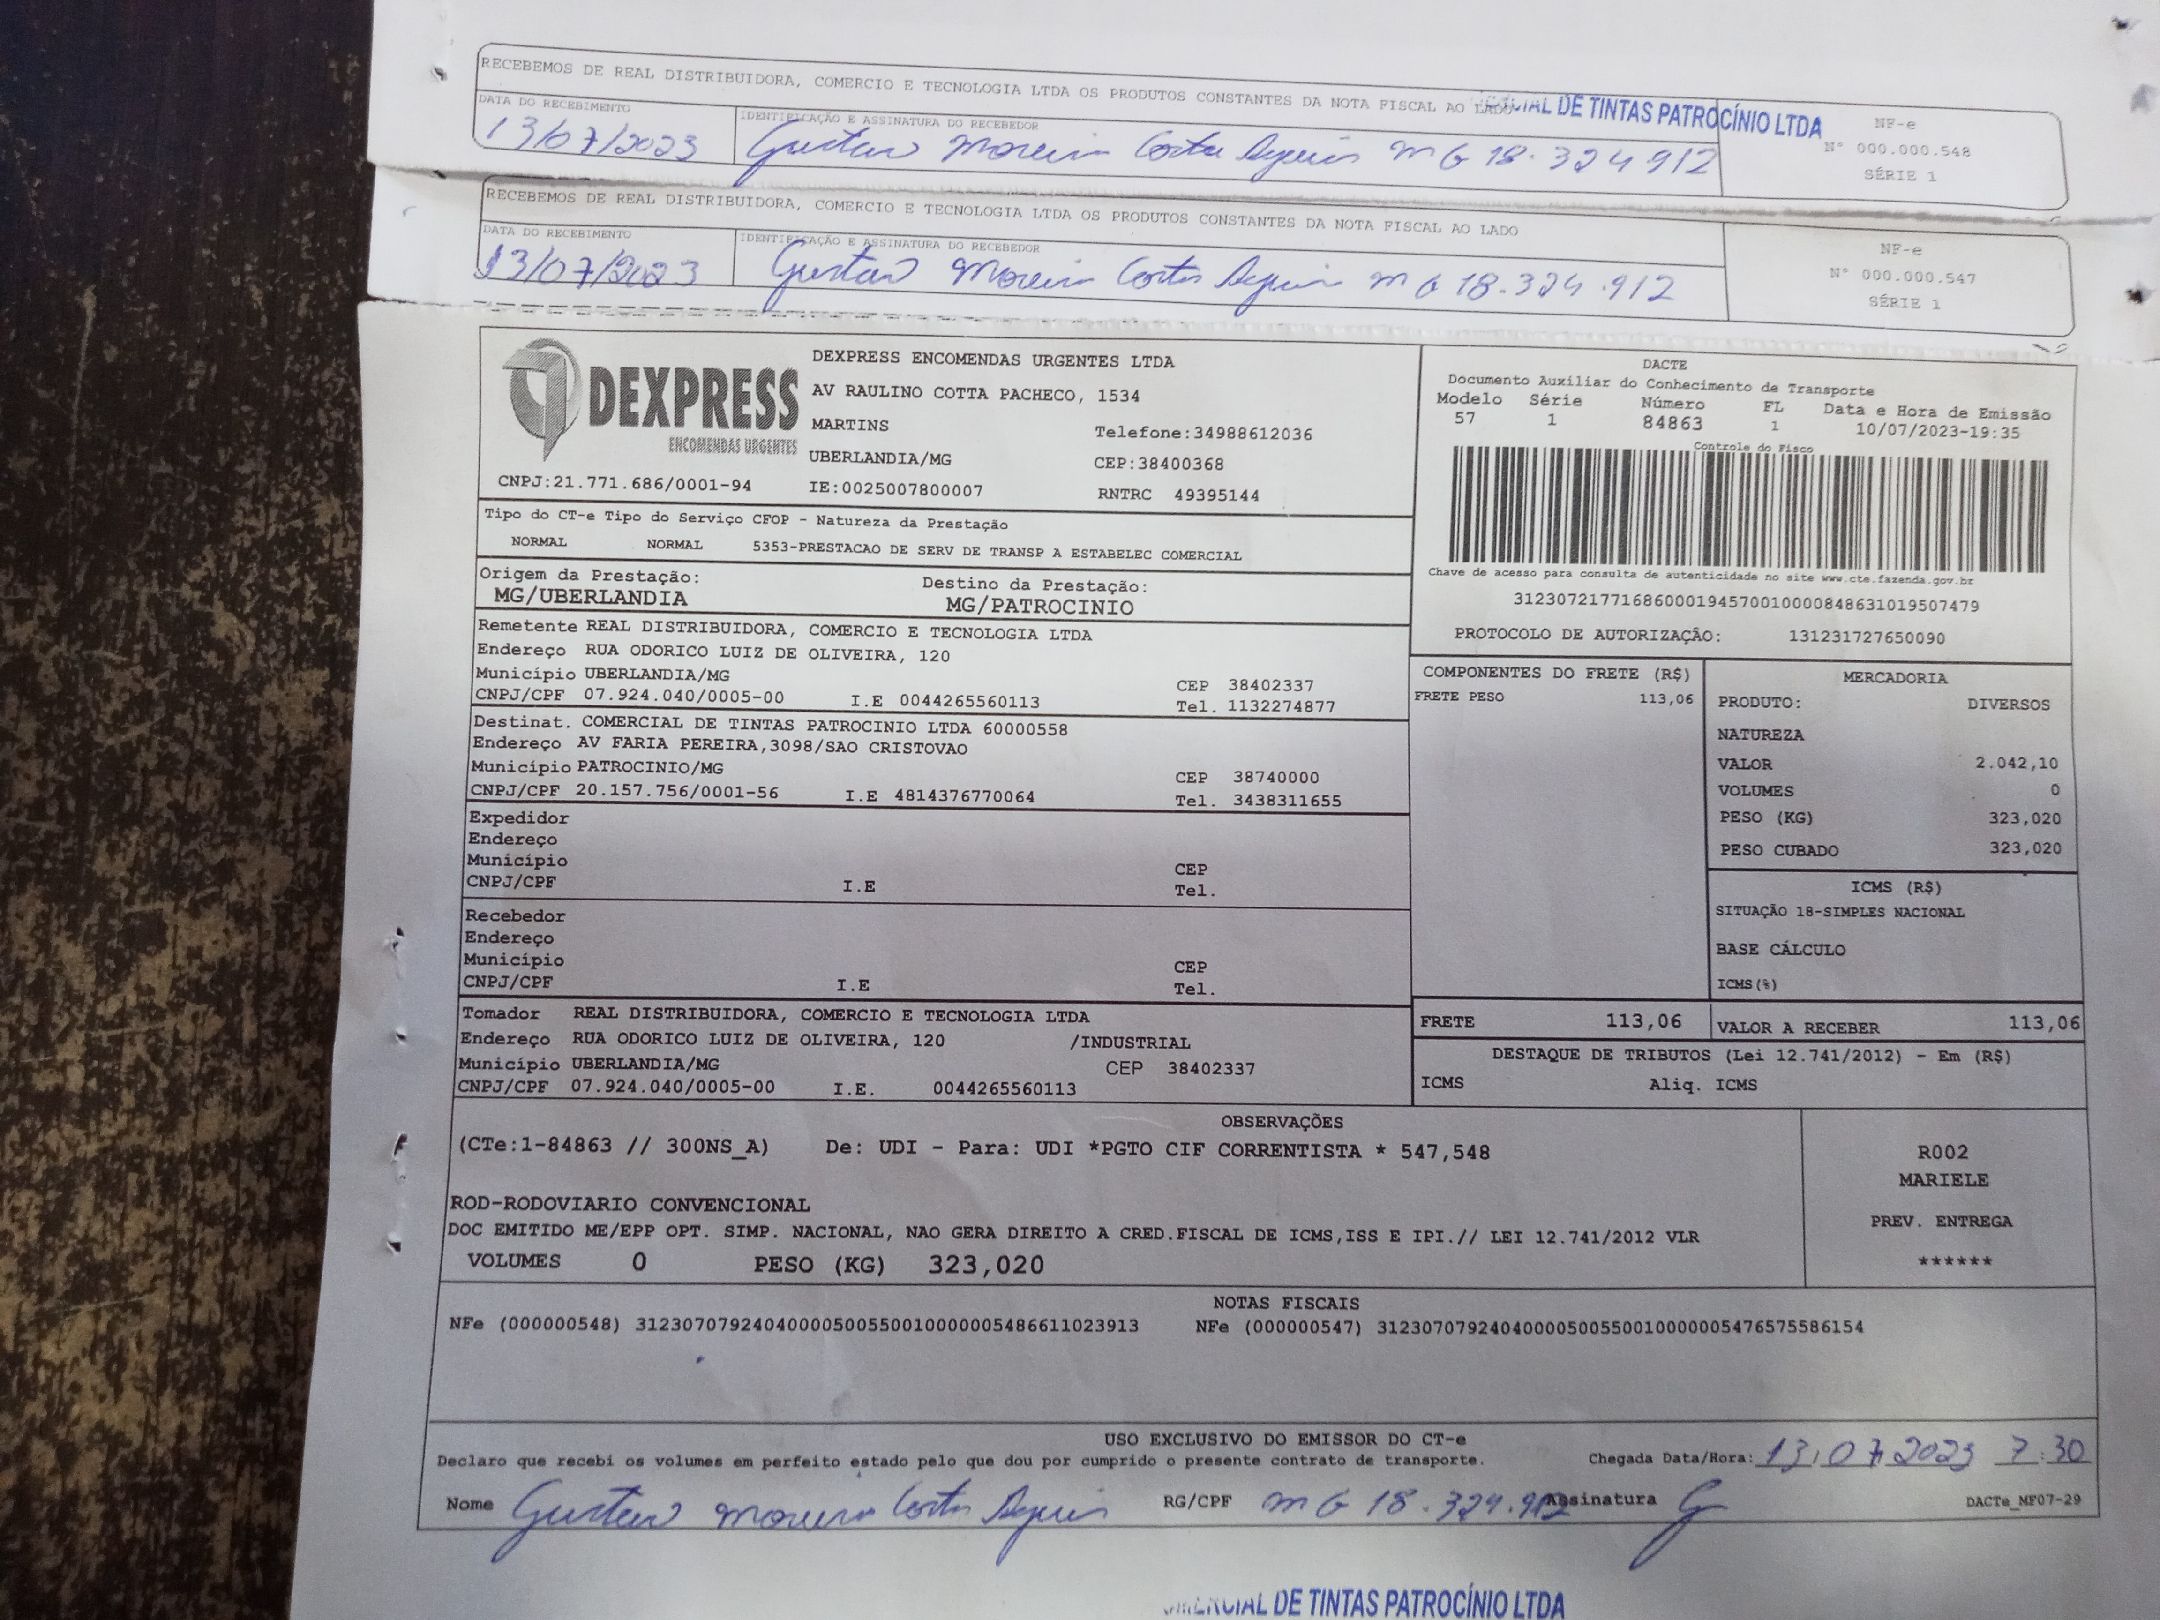 RECEBEMOS DE REAL DISTRIBUIDORA, COMERCIO E TECNOLOGIA LTDA OS PRODUTOS CONSTANTES DA NOTA FISCAL AO LADO
DE TINTAS PATROCÍNIO LTDA
DATA DO RECEBIMENTO
13/07/2023
IDENTIFICAÇÃO E ASSINATURA DO RECEBEDOR
Gustavo Moreira MG 18.324 912
NF-e
N° 000.000.548
SÉRIE 1
RECEBEMOS DE REAL DISTRIBUIDORA, COMERCIO E TECNOLOGIA LTDA OS PRODUTOS CONSTANTES DA NOTA FISCAL AO LADO
DATA DO RECEBIMENTO
13/07/2023
IDENTIFICAÇÃO E ASSINATURA DO RECEBEDOR
Gustavo Moreira MG 18.324.912
NF-e
N° 000.000.547
SÉRIE 1
DEXPRESS
ENCOMENDAS URGENTES
CNPJ:21.771.686/0001-94
DEXPRESS ENCOMENDAS URGENTES LTDA
AV RAULINO COTTA PACHECO, 1534
MARTINS Telefone:34988612036
UBERLANDIA/MG CEP:38400368
IE:0025007800007 RNTRC 49395144
DACTE
Documento Auxiliar do Conhecimento de Transporte
Modelo Série Número FL Data e Hora de Emissão
57 1 84863 1 10/07/2023-19:35
Controle do Fisco
Chave de acesso para consulta de autenticidade no site www.cte.fazenda.gov.br
31230721771686000194570010000848631019507479
PROTOCOLO DE AUTORIZAÇÃO: 131231727650090
Tipo do CT-e Tipo do Serviço CFOP - Natureza da Prestação
NORMAL NORMAL 5353-PRESTACAO DE SERV DE TRANSP A ESTABELEC COMERCIAL
Origem da Prestação: Destino da Prestação:
MG/UBERLANDIA MG/PATROCINIO
Remetente REAL DISTRIBUIDORA, COMERCIO E TECNOLOGIA LTDA
Endereço RUA ODORICO LUIZ DE OLIVEIRA, 120
Município UBERLANDIA/MG CEP 38402337
CNPJ/CPF 07.924.040/0005-00 I.E 0044265560113 Tel. 1132274877
Destinat. COMERCIAL DE TINTAS PATROCINIO LTDA 60000558
Endereço AV FARIA PEREIRA,3098/SAO CRISTOVAO
Município PATROCINIO/MG CEP 38740000
CNPJ/CPF 20.157.756/0001-56 I.E 4814376770064 Tel. 3438311655
Expedidor
Endereço
Município CEP
CNPJ/CPF I.E Tel.
Recebedor
Endereço
Município CEP
CNPJ/CPF I.E Tel.
Tomador REAL DISTRIBUIDORA, COMERCIO E TECNOLOGIA LTDA
Endereço RUA ODORICO LUIZ DE OLIVEIRA, 120 /INDUSTRIAL
Município UBERLANDIA/MG CEP 38402337
CNPJ/CPF 07.924.040/0005-00 I.E. 0044265560113
COMPONENTES DO FRETE (R$)
FRETE PESO 113,06
MERCADORIA
PRODUTO: DIVERSOS
NATUREZA
VALOR 2.042,10
VOLUMES 0
PESO (KG) 323,020
PESO CUBADO 323,020
ICMS (R$)
SITUAÇÃO 18-SIMPLES NACIONAL
BASE CÁLCULO
ICMS(%)
FRETE 113,06 VALOR A RECEBER 113,06
DESTAQUE DE TRIBUTOS (Lei 12.741/2012) - Em (R$)
ICMS Aliq. ICMS
OBSERVAÇÕES
(CTe:1-84863 // 300NS_A) De: UDI - Para: UDI *PGTO CIF CORRENTISTA * 547,548
ROD-RODOVIARIO CONVENCIONAL
DOC EMITIDO ME/EPP OPT. SIMP. NACIONAL, NAO GERA DIREITO A CRED.FISCAL DE ICMS,ISS E IPI.// LEI 12.741/2012 VLR
VOLUMES 0 PESO (KG) 323,020
R002
MARIELE
PREV. ENTREGA
******
NOTAS FISCAIS
NFe (000000548) 31230707924040000500550010000005486611023913 NFe (000000547) 31230707924040000500550010000005476575586154
USO EXCLUSIVO DO EMISSOR DO CT-e
Declaro que recebi os volumes em perfeito estado pelo que dou por cumprido o presente contrato de transporte. Chegada Data/Hora: 13/07/2023 7:30
Nome Gustavo Moreira RG/CPF MG 18.324.912 Assinatura G
DACTe_MF07-29
DE TINTAS PATROCÍNIO LTDA